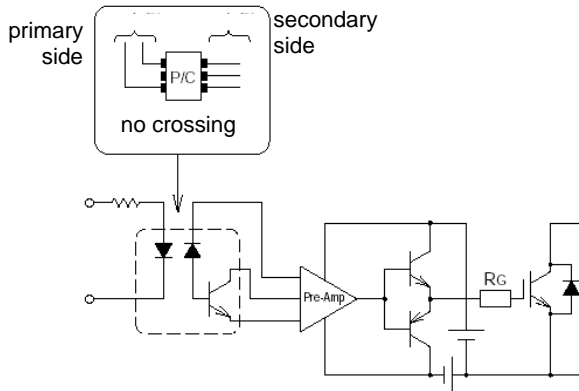 primary side
secondary side
P/C
no crossing
Pre-Amp
RG